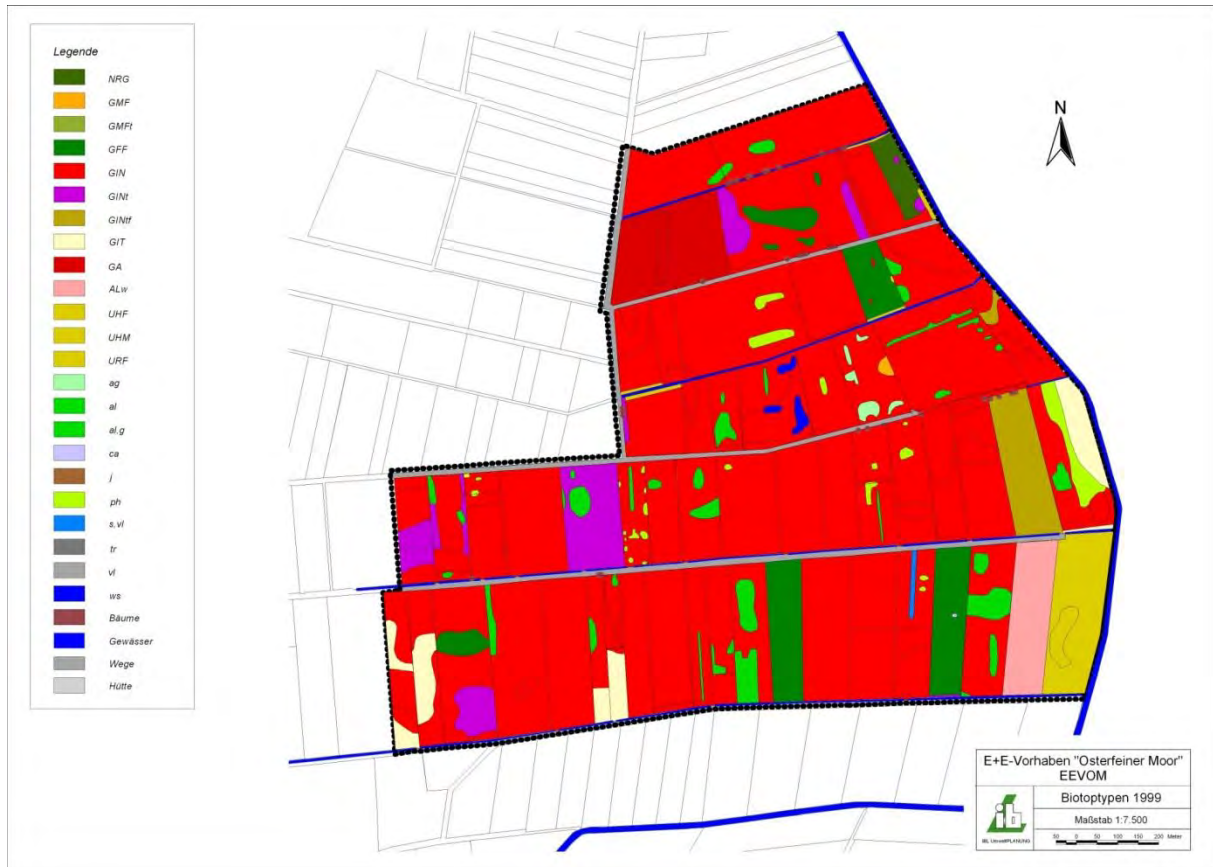 Legende
NRG
GMF
GMFt
GFF
GIN
GINt
GINtf
GIT
GA
ALw
UHF
UHM
URF
ag
al
al,g
ca
j
ph
s,vl
tr
vl
ws
Bäume
Gewässer
Wege
Hütte
N
E+E-Vorhaben "Osterfeiner Moor"
EEVOM
Biotoptypen 1999
Maßstab 1:7.500
50 0 50 100 150 200 Meter